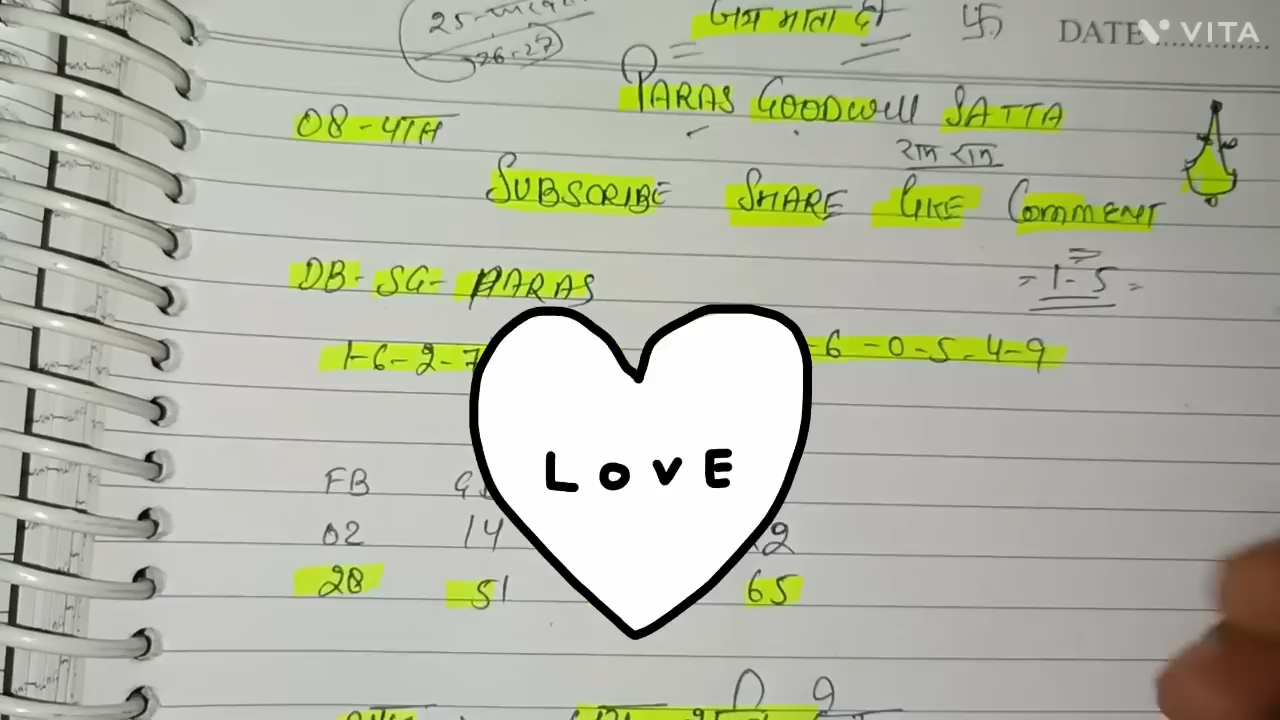 25-
26-27
जय माता दी 卐 DATE VITA
PARAS GOODWILL SATTA
08-4TH
राम राम
SUBSCRIBE SHARE LIKE COMMENT
DB- SG- PARAS
=1-5=
1-6-2-7 -6-0-5-4-9
LOVE
FB
02 14
28 51 65